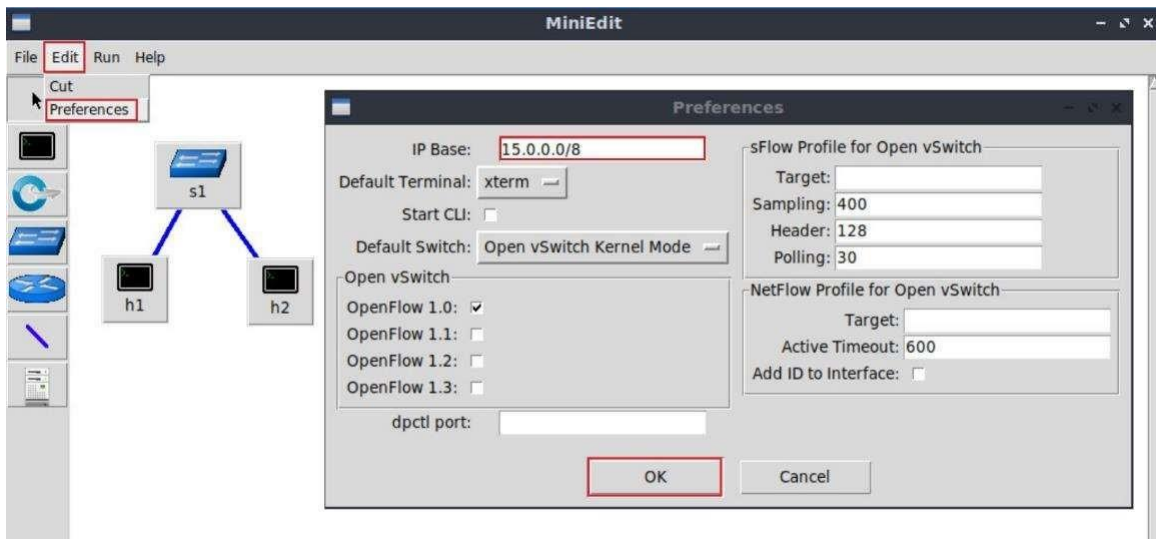 MiniEdit
File Edit Run Help
Cut
Preferences
s1
h1
h2
Preferences
IP Base: 15.0.0.0/8
Default Terminal: xterm
Start CLI:
Default Switch: Open vSwitch Kernel Mode
Open vSwitch
OpenFlow 1.0:
OpenFlow 1.1:
OpenFlow 1.2:
OpenFlow 1.3:
dpctl port:
sFlow Profile for Open vSwitch
Target:
Sampling: 400
Header: 128
Polling: 30
NetFlow Profile for Open vSwitch
Target:
Active Timeout: 600
Add ID to Interface:
OK
Cancel